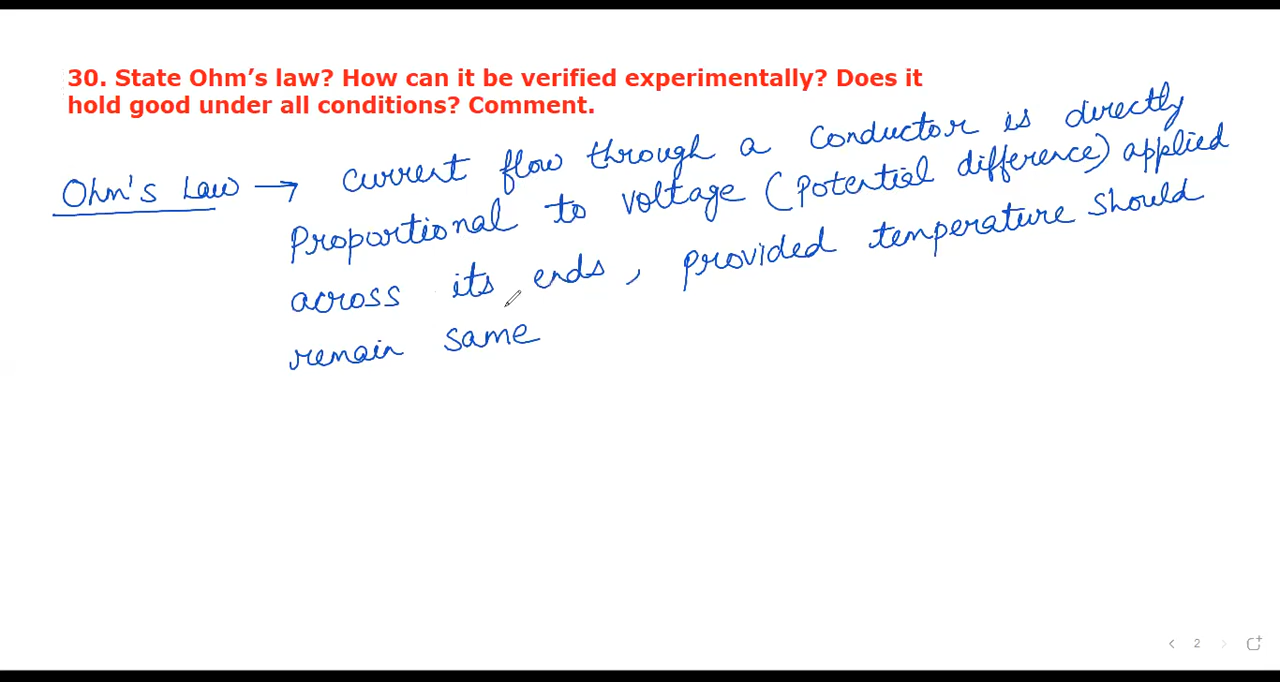 30. State Ohm’s law? How can it be verified experimentally? Does it
hold good under all conditions? Comment.
Ohm's Law → current flow through a conductor is directly
Proportional to voltage (Potential difference) applied
across its ends, provided temperature should
remain same
2